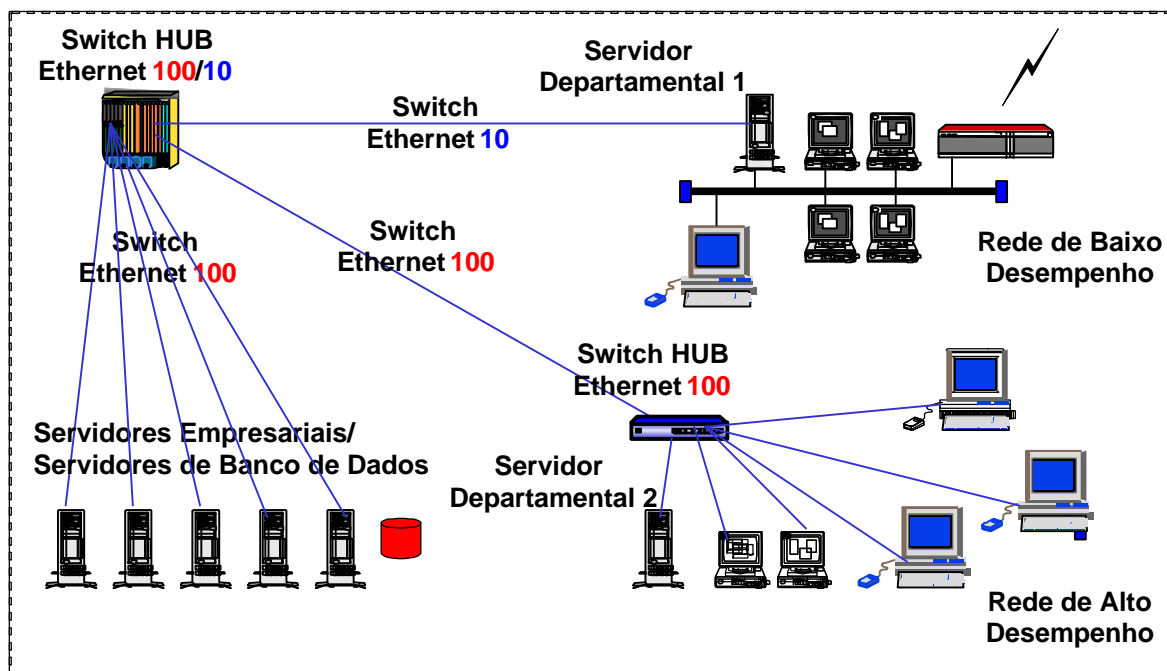 Switch HUB
Ethernet 100/10
Servidor
Departamental 1
Switch
Ethernet 10
Switch
Ethernet 100
Switch
Ethernet 100
Rede de Baixo
Desempenho
Switch HUB
Ethernet 100
Servidores Empresariais/
Servidores de Banco de Dados
Servidor
Departamental 2
Rede de Alto
Desempenho